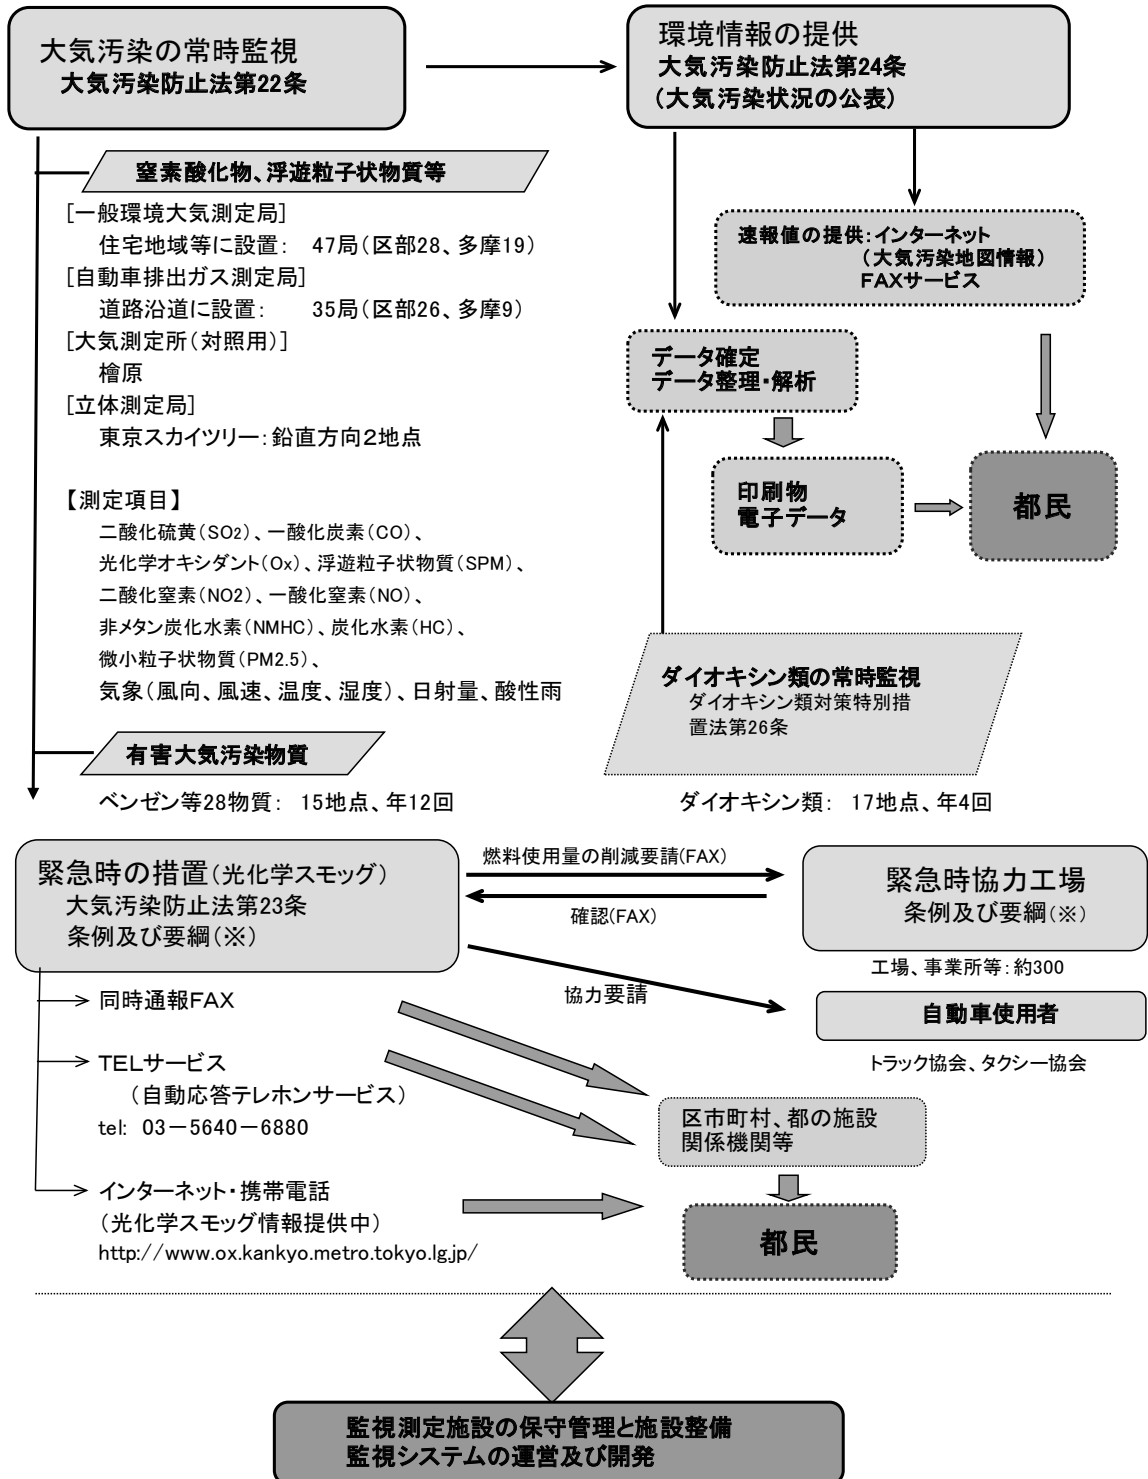 大気汚染の常時監視
大気汚染防止法第22条
環境情報の提供
大気汚染防止法第24条
(大気汚染状況の公表)
窒素酸化物、浮遊粒子状物質等
[一般環境大気測定局]
住宅地域等に設置: 47局(区部28、多摩19)
[自動車排出ガス測定局]
道路沿道に設置: 35局(区部26、多摩9)
[大気測定所(対照用)]
檜原
[立体測定局]
東京スカイツリー:鉛直方向2地点
【測定項目】
二酸化硫黄(SO2)、一酸化炭素(CO)、
光化学オキシダント(Ox)、浮遊粒子状物質(SPM)、
二酸化窒素(NO2)、一酸化窒素(NO)、
非メタン炭化水素(NMHC)、炭化水素(HC)、
微小粒子状物質(PM2.5)、
気象(風向、風速、温度、湿度)、日射量、酸性雨
有害大気汚染物質
ベンゼン等28物質: 15地点、年12回
速報値の提供:インターネット
(大気汚染地図情報)
FAXサービス
データ確定
データ整理・解析
印刷物
電子データ
都民
ダイオキシン類の常時監視
ダイオキシン類対策特別措
置法第26条
ダイオキシン類: 17地点、年4回
緊急時の措置(光化学スモッグ)
大気汚染防止法第23条
条例及び要綱(※)
燃料使用量の削減要請(FAX)
確認(FAX)
緊急時協力工場
条例及び要綱(※)
工場、事業所等:約300
協力要請
自動車使用者
トラック協会、タクシー協会
同時通報FAX
TELサービス
(自動応答テレホンサービス)
tel: 03-5640-6880
インターネット・携帯電話
(光化学スモッグ情報提供中)
http://www.ox.kankyo.metro.tokyo.lg.jp/
区市町村、都の施設
関係機関等
都民
監視測定施設の保守管理と施設整備
監視システムの運営及び開発